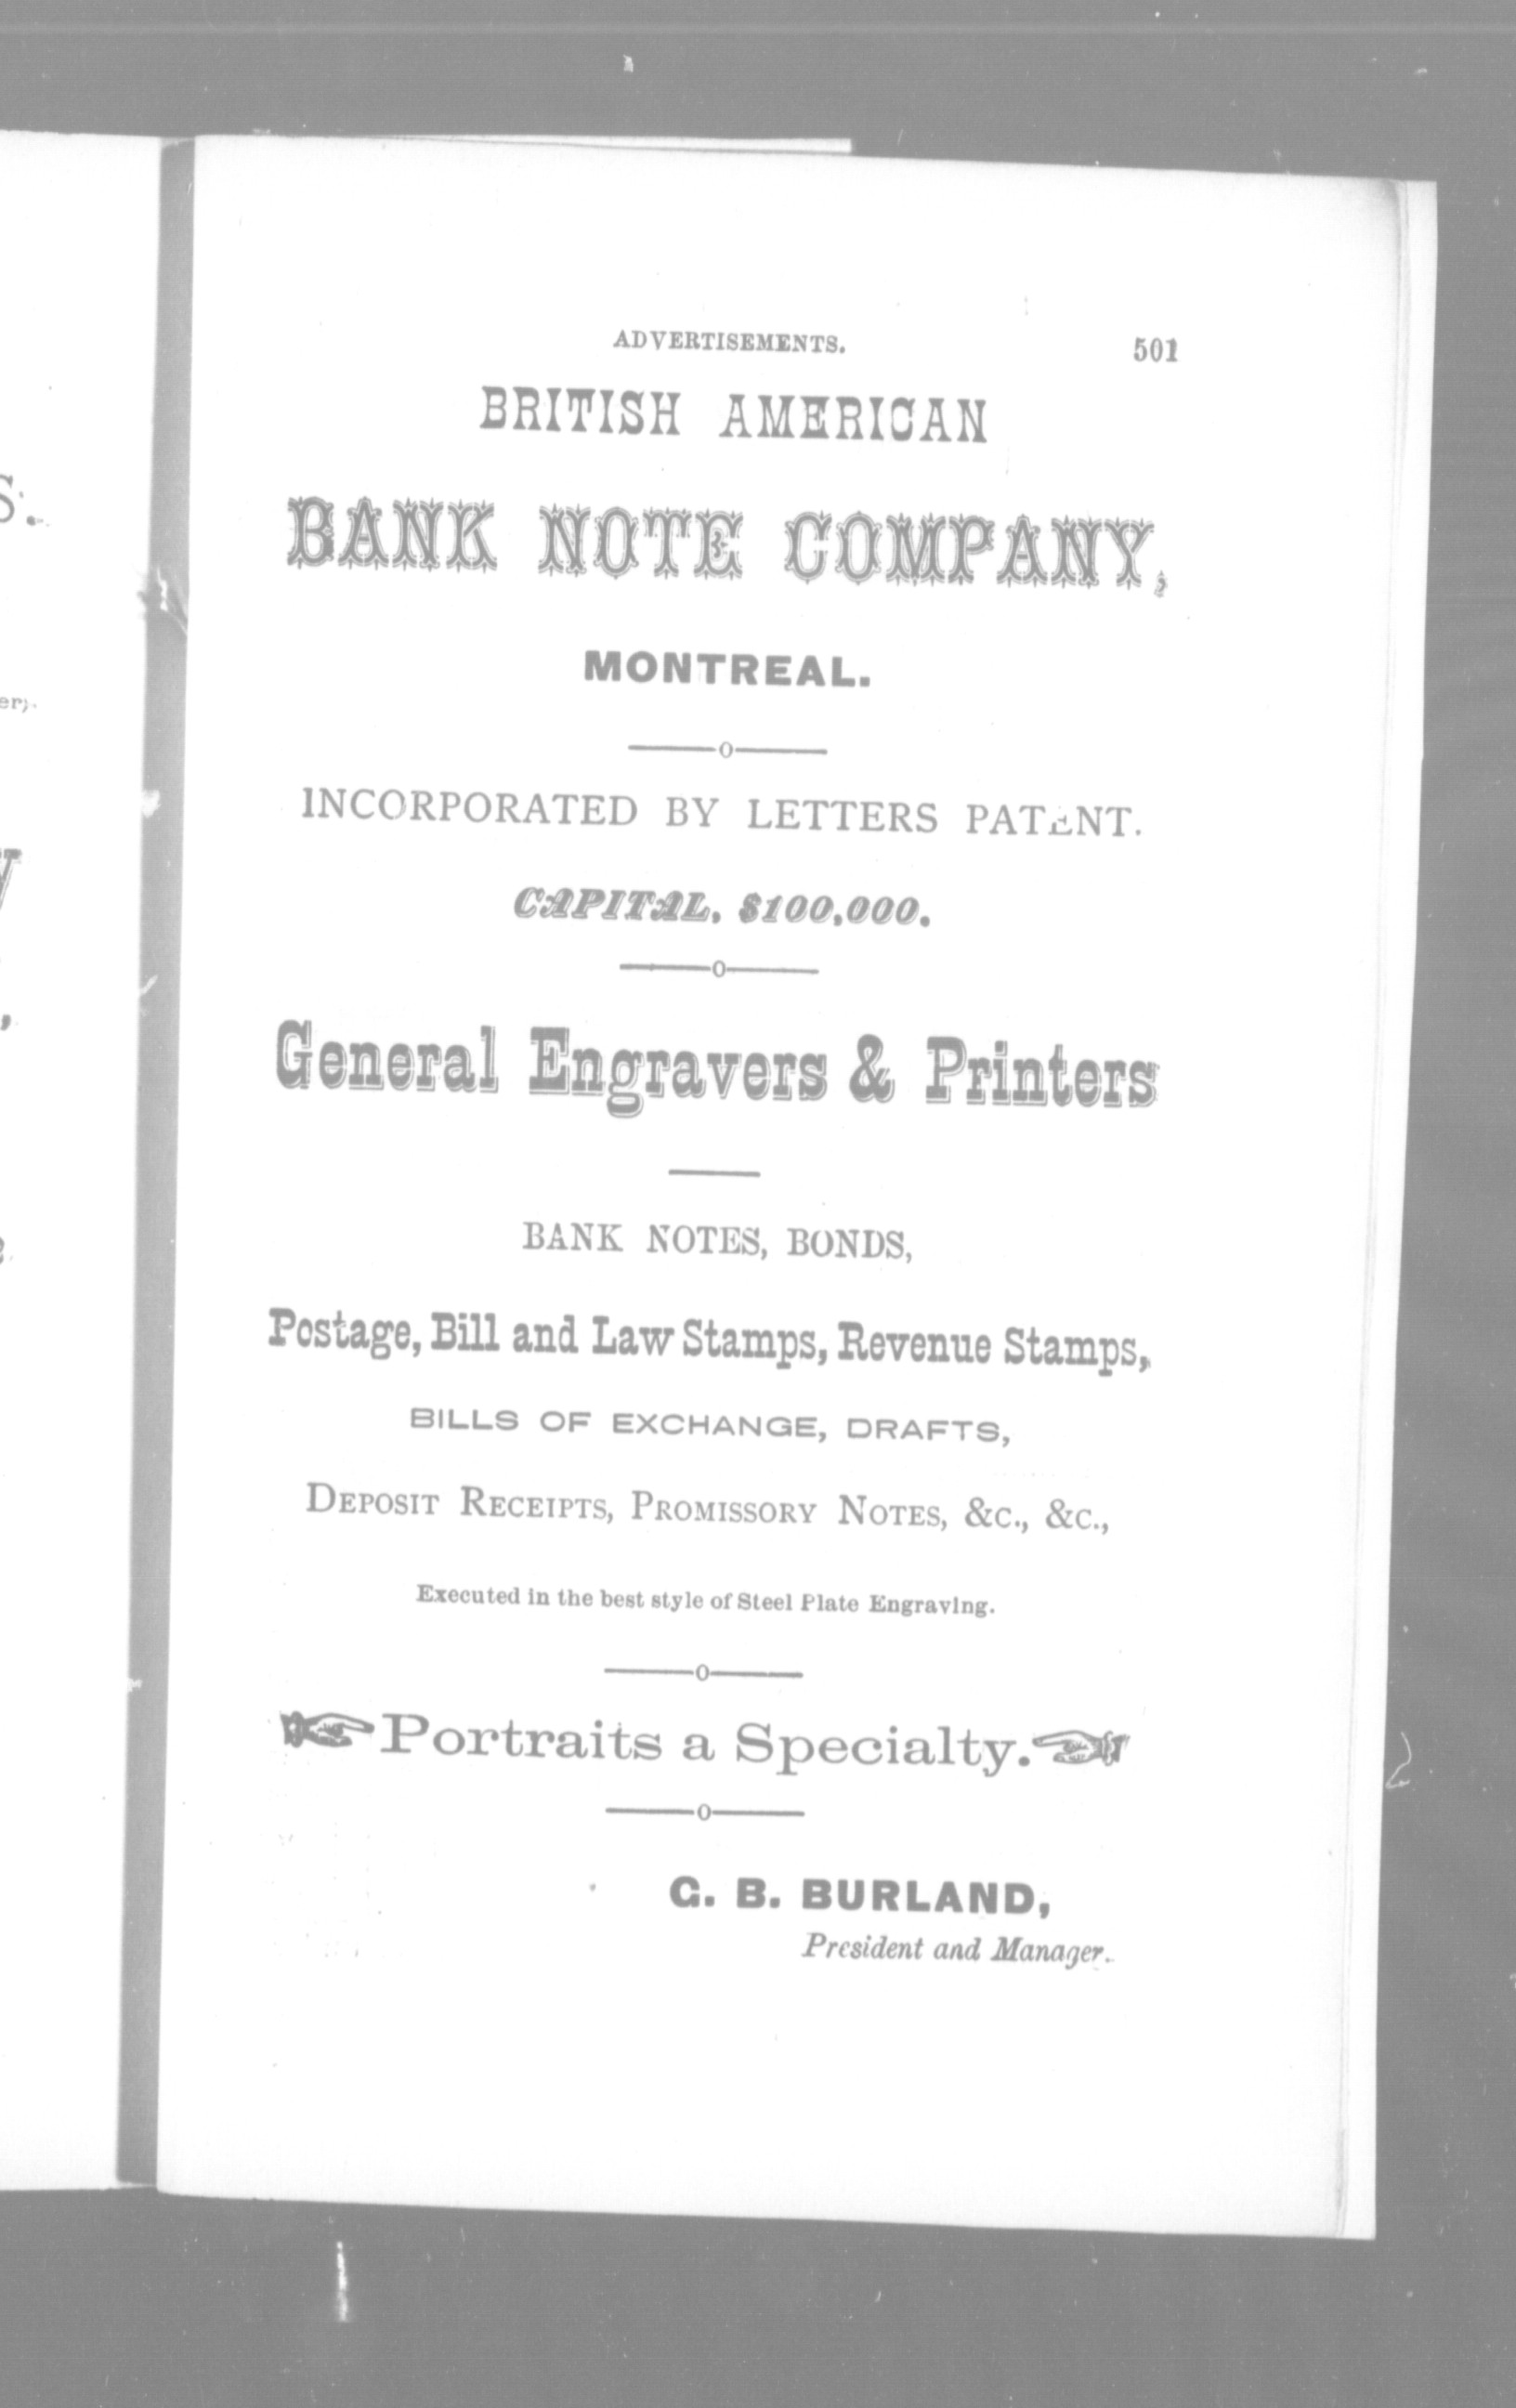 ADVERTISEMENTS. 501
BRITISH AMERICAN
BANK NOTE COMPANY,
MONTREAL.
INCORPORATED BY LETTERS PATENT.
CAPITAL, $100,000.
General Engravers & Printers
BANK NOTES, BONDS,
Postage, Bill and Law Stamps, Revenue Stamps,
BILLS OF EXCHANGE, DRAFTS,
DEPOSIT RECEIPTS, PROMISSORY NOTES, &C., &C.,
Executed in the best style of Steel Plate Engraving.
Portraits a Specialty.
G. B. BURLAND,
President and Manager.